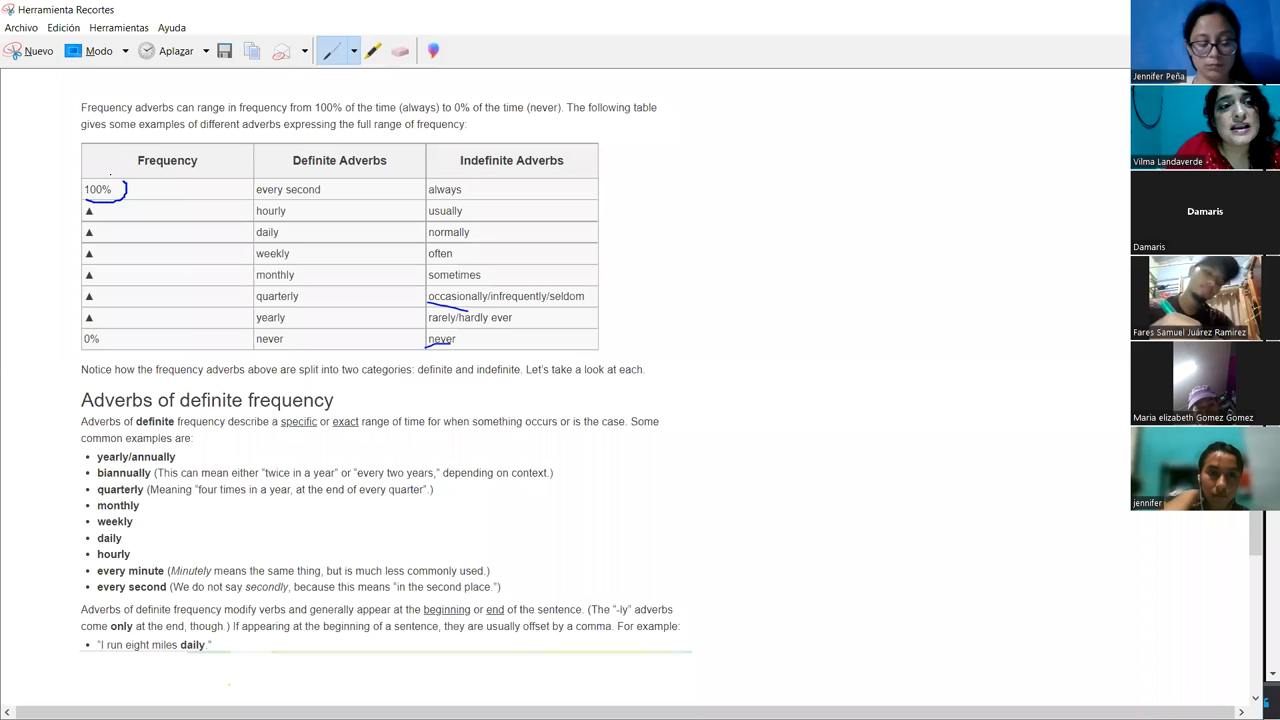 Herramienta Recortes
Archivo Edición Herramientas Ayuda
Nuevo Modo Aplazar
Frequency adverbs can range in frequency from 100% of the time (always) to 0% of the time (never). The following table
gives some examples of different adverbs expressing the full range of frequency:
Frequency Definite Adverbs Indefinite Adverbs
100% every second always
▲ hourly usually
▲ daily normally
▲ weekly often
▲ monthly sometimes
▲ quarterly occasionally/infrequently/seldom
▲ yearly rarely/hardly ever
0% never never
Notice how the frequency adverbs above are split into two categories: definite and indefinite. Let's take a look at each.
Adverbs of definite frequency
Adverbs of definite frequency describe a specific or exact range of time for when something occurs or is the case. Some
common examples are:
• yearly/annually
• biannually (This can mean either "twice in a year" or "every two years," depending on context.)
• quarterly (Meaning "four times in a year, at the end of every quarter".)
• monthly
• weekly
• daily
• hourly
• every minute (Minutely means the same thing, but is much less commonly used.)
• every second (We do not say secondly, because this means "in the second place.")
Adverbs of definite frequency modify verbs and generally appear at the beginning or end of the sentence. (The "-ly" adverbs
come only at the end, though.) If appearing at the beginning of a sentence, they are usually offset by a comma. For example:
• "I run eight miles daily."
Jennifer Peña
Vilma Landaverde
Damaris
Damaris
Fares Samuel Juárez Ramirez
Maria elizabeth Gomez Gomez
jennifer